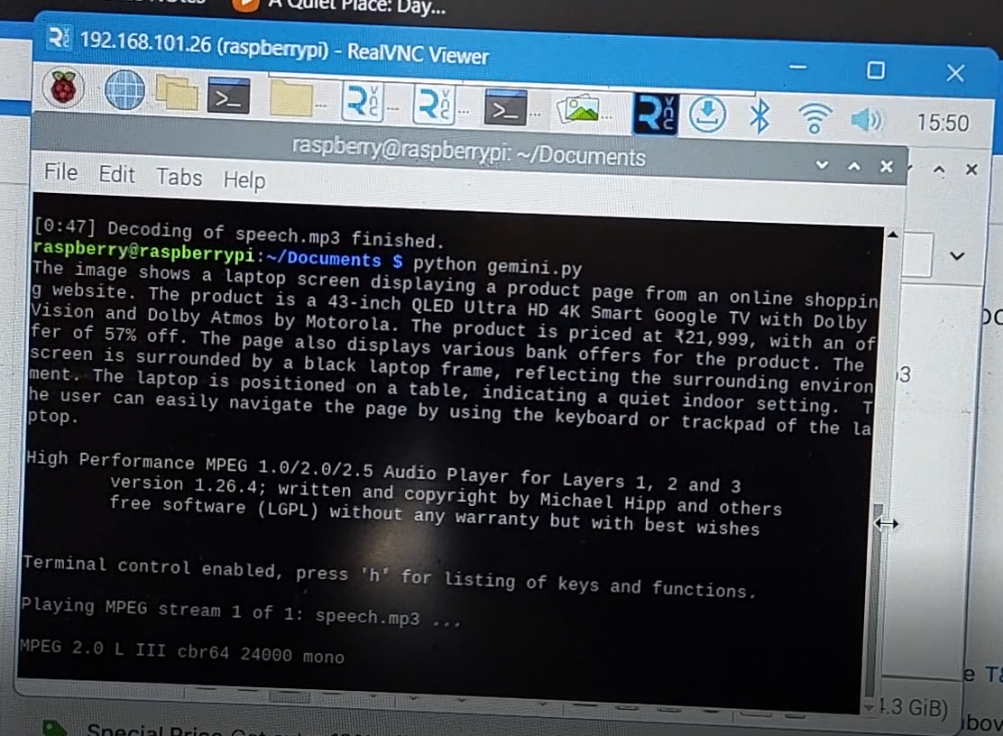 A Quiet Place: Day...
192.168.101.26 (raspberrypi) - RealVNC Viewer
15:50
raspberry@raspberrypi: ~/Documents
File Edit Tabs Help
[0:47] Decoding of speech.mp3 finished.
raspberry@raspberrypi:~/Documents $ python gemini.py
The image shows a laptop screen displaying a product page from an online shoppin
g website. The product is a 43-inch QLED Ultra HD 4K Smart Google TV with Dolby
Vision and Dolby Atmos by Motorola. The product is priced at ₹21,999, with an of
fer of 57% off. The page also displays various bank offers for the product. The
screen is surrounded by a black laptop frame, reflecting the surrounding environ
ment. The laptop is positioned on a table, indicating a quiet indoor setting.  T
he user can easily navigate the page by using the keyboard or trackpad of the la
ptop.
High Performance MPEG 1.0/2.0/2.5 Audio Player for Layers 1, 2 and 3
version 1.26.4; written and copyright by Michael Hipp and others
free software (LGPL) without any warranty but with best wishes
Terminal control enabled, press 'h' for listing of keys and functions.
Playing MPEG stream 1 of 1: speech.mp3 ...
MPEG 2.0 L III cbr64 24000 mono
GiB)
Special Price